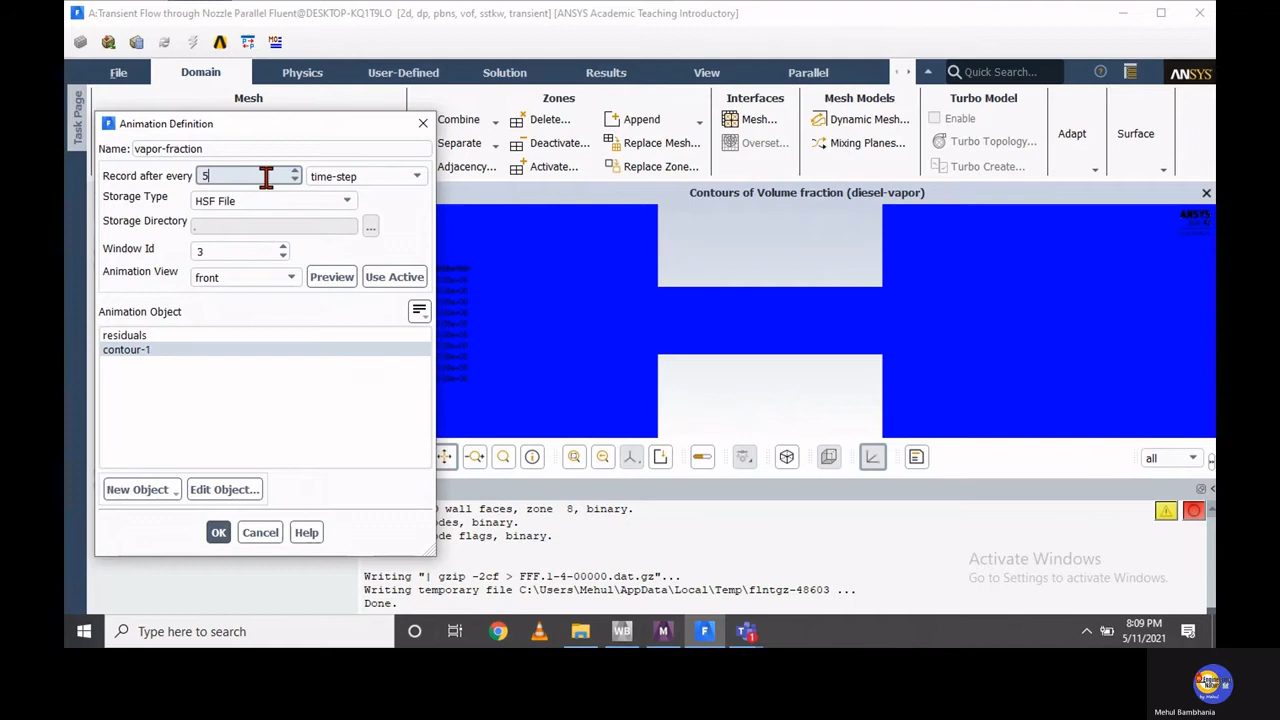 A:Transient Flow through Nozzle Parallel Fluent@DESKTOP-KQ1T9LO [2d, dp, pbns, vof, sstkw, transient] [ANSYS Academic Teaching Introductory]
File Domain Physics User-Defined Solution Results View Parallel Quick Search... ANSYS
Task Page
Mesh Zones Interfaces Mesh Models Turbo Model
Combine Delete... Append Mesh... Dynamic Mesh... Enable
Separate Deactivate... Replace Mesh... Overset... Mixing Planes... Turbo Topology... Adapt Surface
Adjacency... Activate... Replace Zone... Turbo Create...
Animation Definition
Name: vapor-fraction
Record after every 5 time-step
Storage Type HSF File
Storage Directory .
...
Window Id 3
Animation View front Preview Use Active
Animation Object
residuals
contour-1
New Object Edit Object...
OK Cancel Help
Contours of Volume fraction (diesel-vapor)
ANSYS
all
0 wall faces, zone 8, binary.
odes, binary.
ode flags, binary.
Writing "| gzip -2cf > FFF.1-4-00000.dat.gz"...
Writing temporary file C:\Users\Mehul\AppData\Local\Temp\flntgz-48603 ...
Done.
Activate Windows
Go to Settings to activate Windows.
Type here to search
WB
M
F
8:09 PM
5/11/2021
Mehul Bambhania